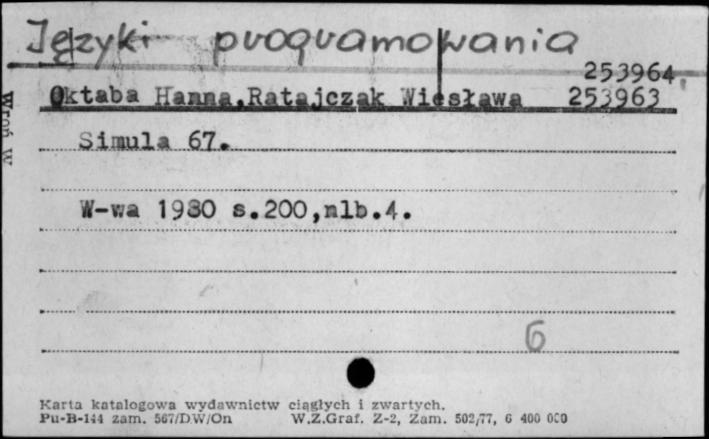 Języki programowania
253964
Oktaba Hanna,Ratajczak Wiesława 253963
Simula 67.
W-wa 1980 s.200,nlb.4.
6
Karta katalogowa wydawnictw ciągłych i zwartych.
Pu-B-144 zam. 567/DW/On W.Z.Graf. Z-2, Zam. 502/77, 6 400 000